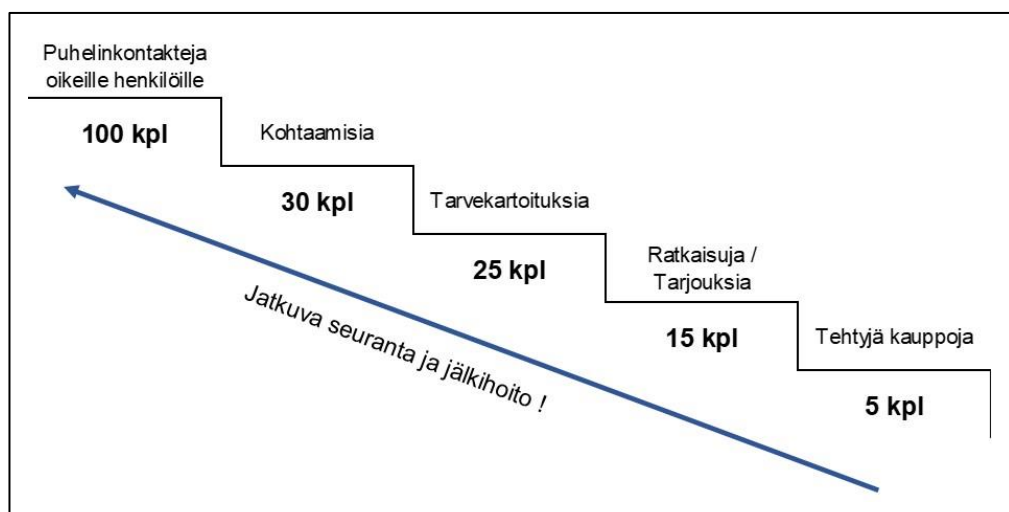 Puhelinkontakteja
oikeille henkilöille
100 kpl
Kohtaamisia
30 kpl
Tarvekartoituksia
25 kpl
Ratkaisuja /
Tarjouksia
15 kpl
Tehtyjä kauppoja
5 kpl
Jatkuva seuranta ja jälkihoito !